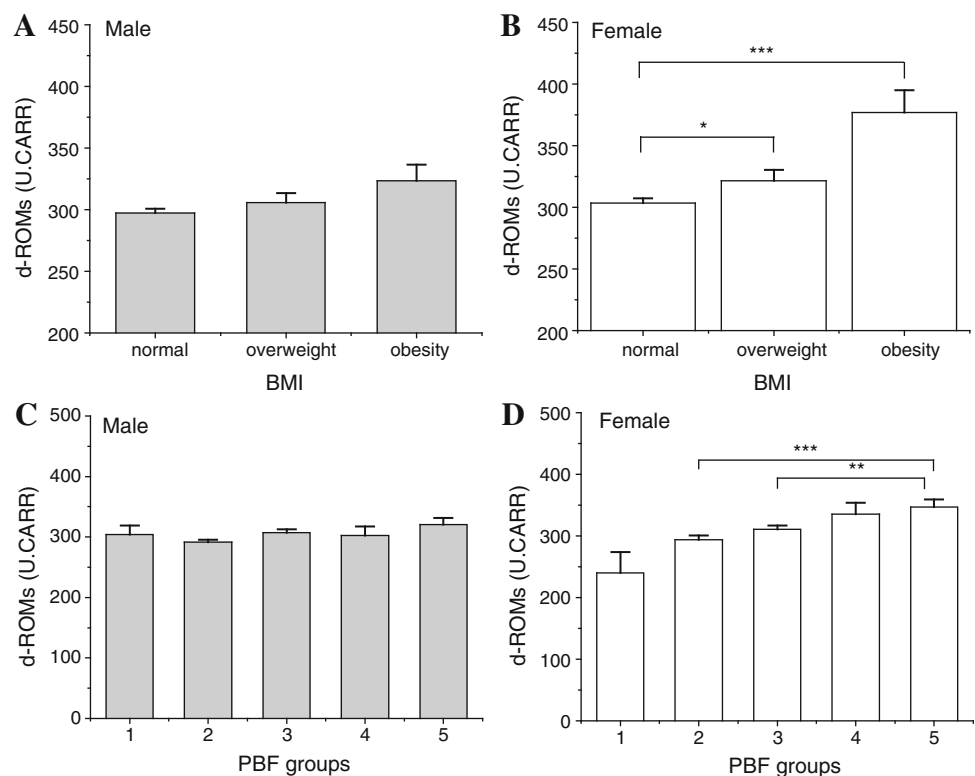 A
Male
450
400
350
300
250
200
d-ROMs (U.CARR)
normal overweight obesity
BMI
B
Female
***
*
450
400
350
300
250
200
d-ROMs (U.CARR)
normal overweight obesity
BMI
C
Male
500
400
300
200
100
0
d-ROMs (U.CARR)
1 2 3 4 5
PBF groups
D
Female
***
**
500
400
300
200
100
0
d-ROMs (U.CARR)
1 2 3 4 5
PBF groups